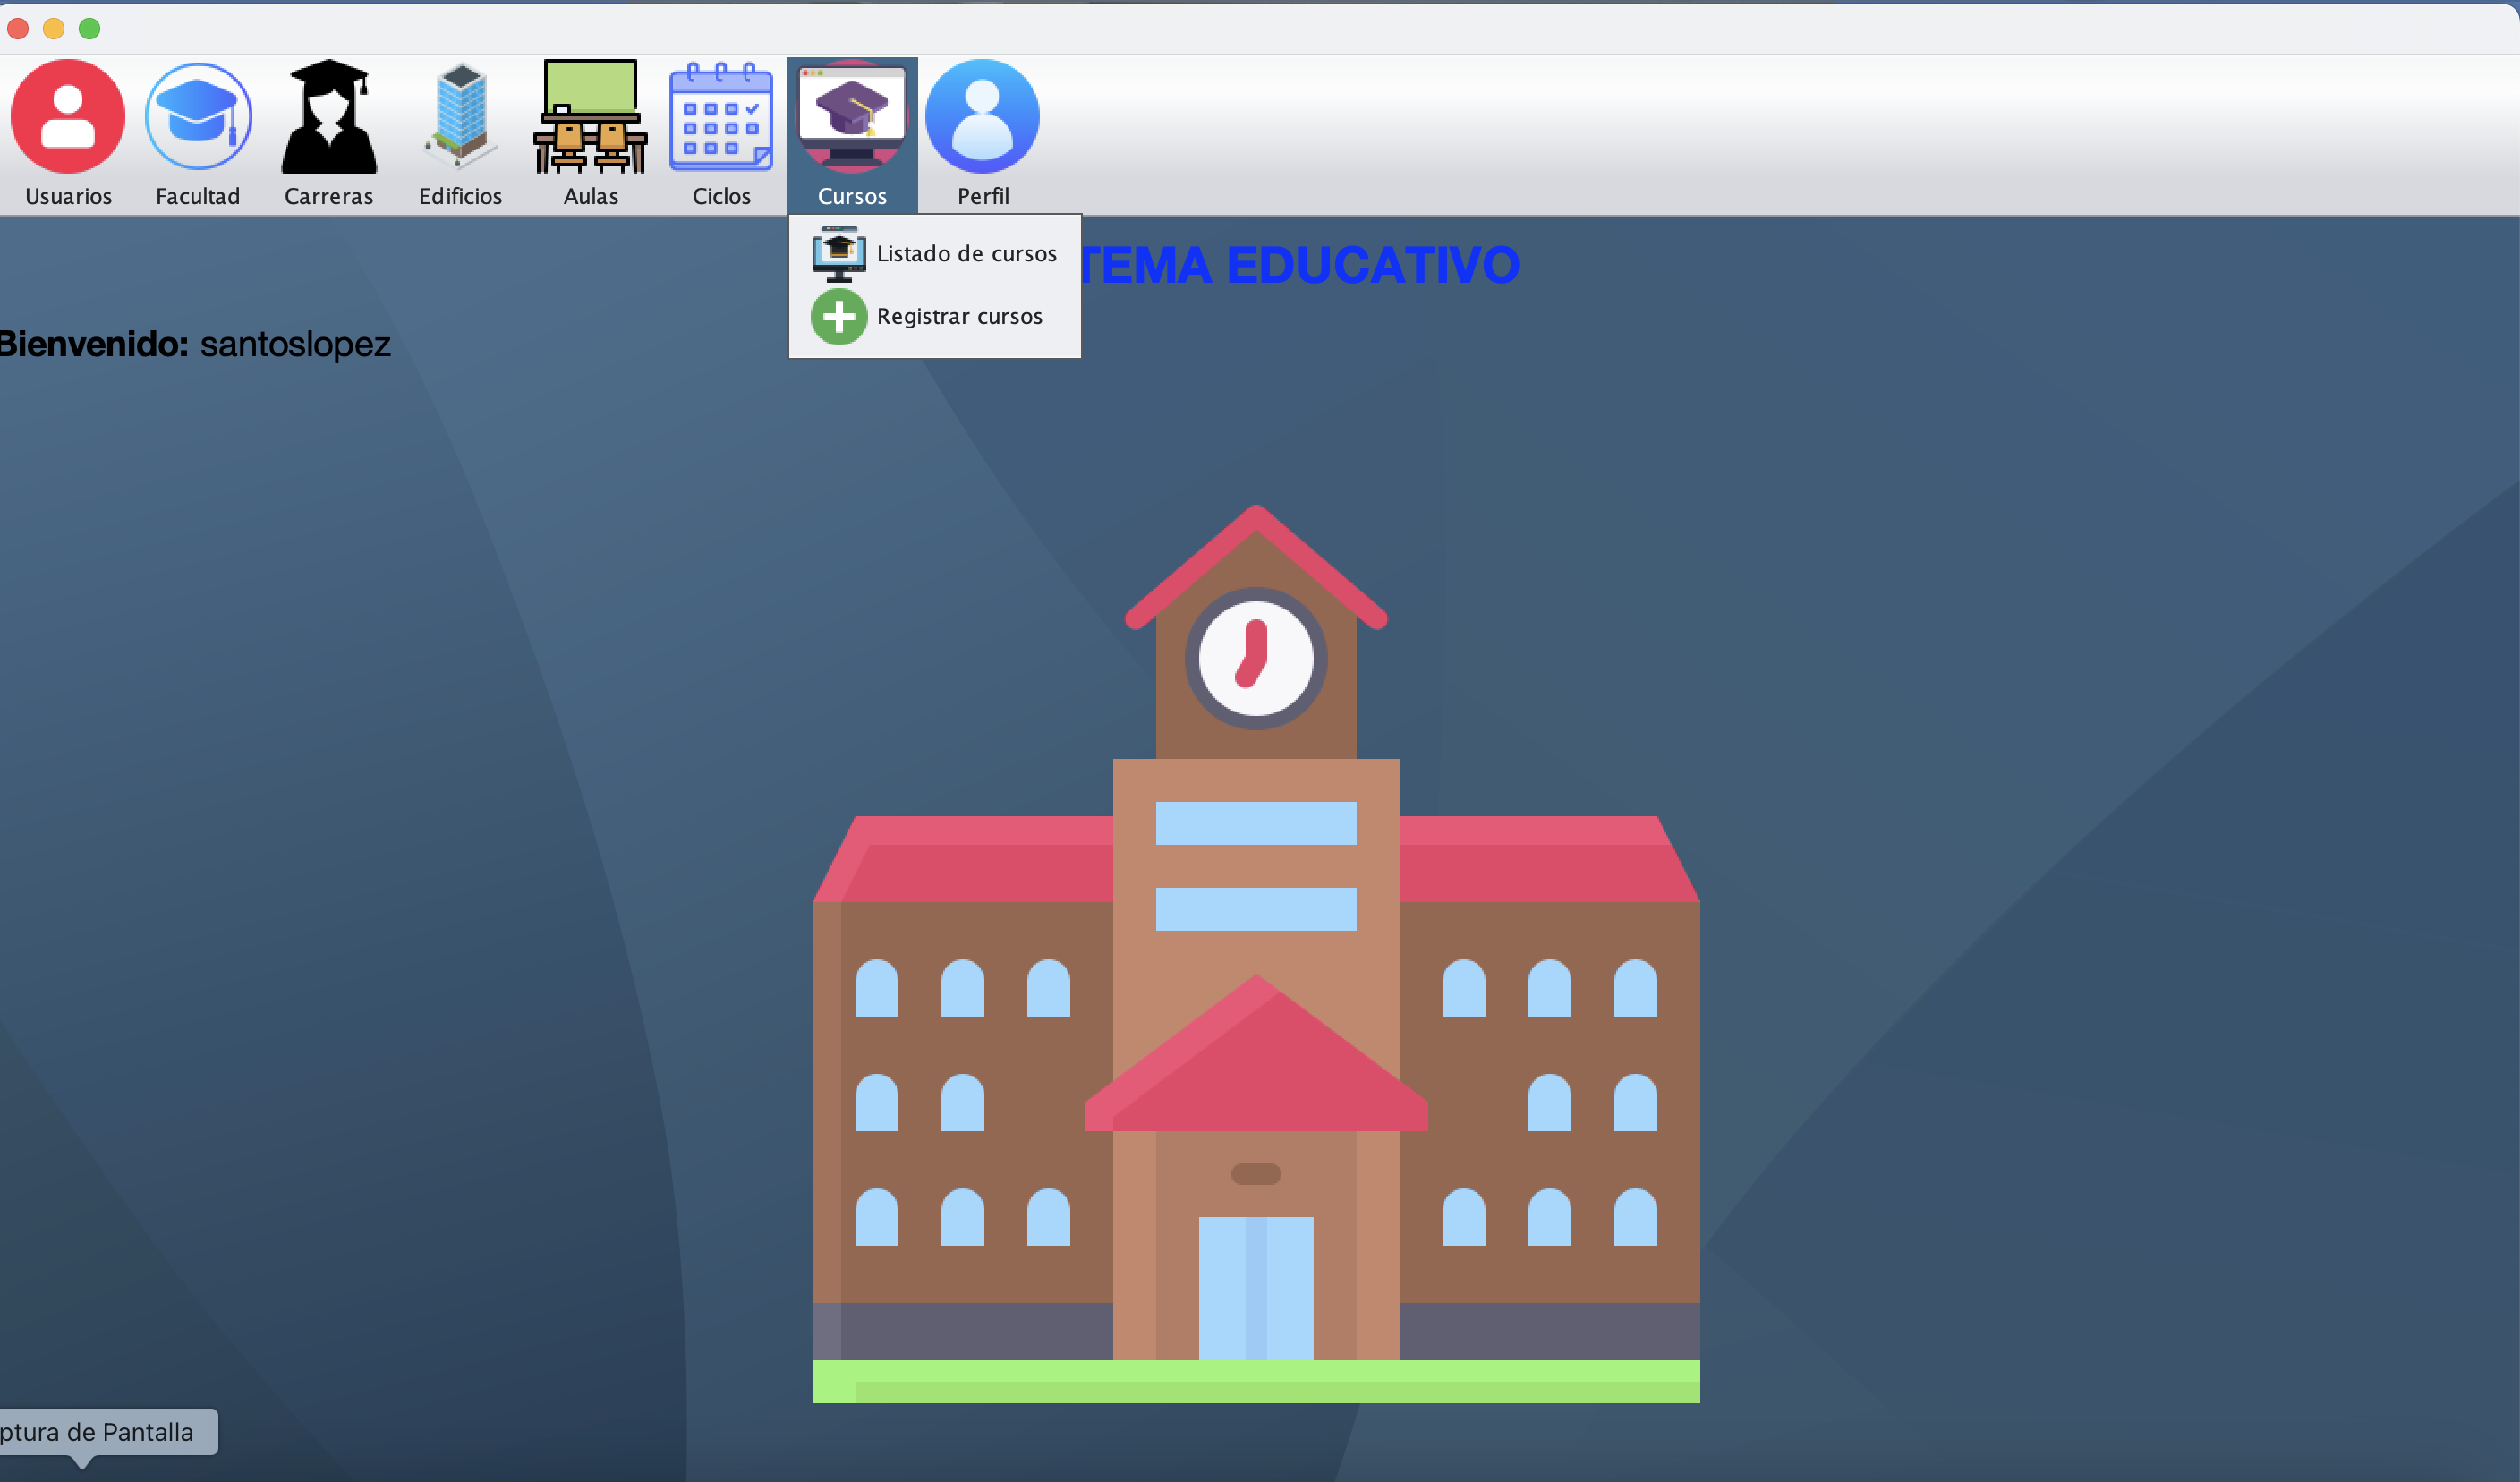 Usuarios Facultad Carreras Edificios Aulas Ciclos Cursos Perfil
Listado de cursos
Registrar cursos
TEMA EDUCATIVO
Bienvenido: santoslopez
ptura de Pantalla